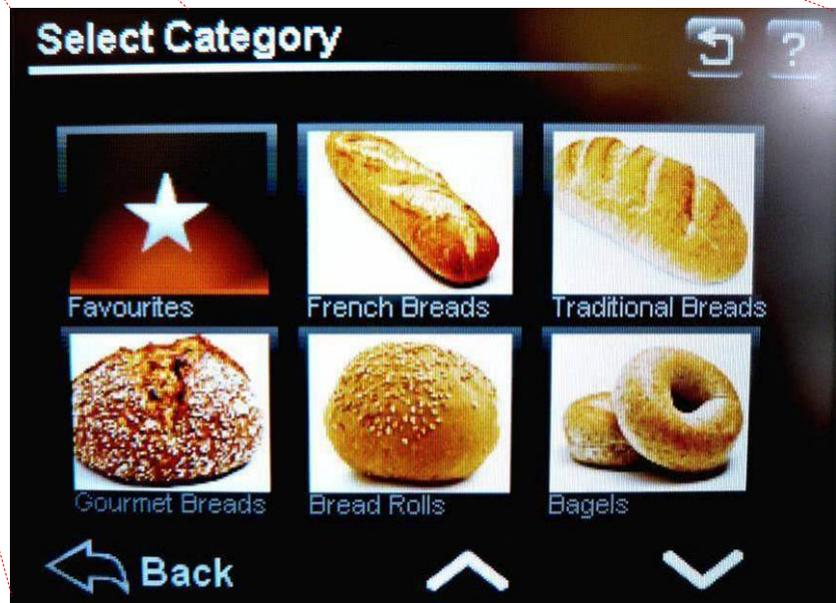 Select Category
?
Favourites
French Breads
Traditional Breads
Gourmet Breads
Bread Rolls
Bagels
Back